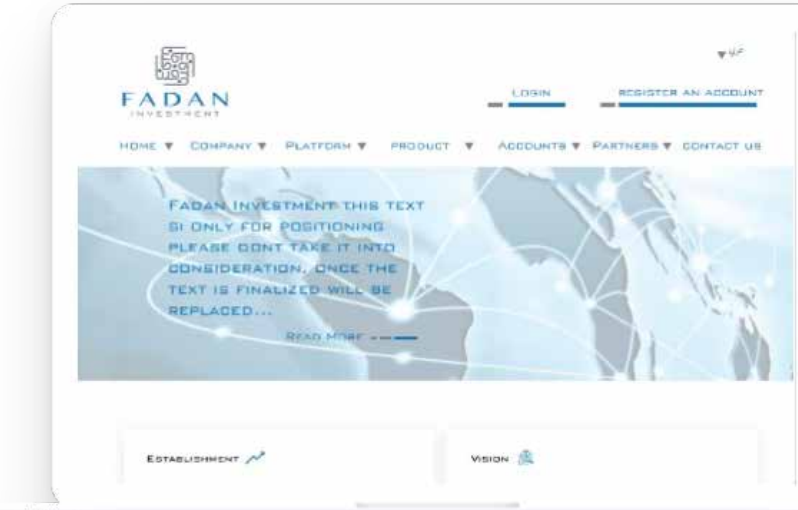 عربي
FADAN
INVESTMENT
LOGIN
REGISTER AN ACCOUNT
HOME ▼ COMPANY ▼ PLATFORM ▼ PRODUCT ▼ ACCOUNTS ▼ PARTNERS ▼ CONTACT US
FADAN INVESTMENT THIS TEXT
SI ONLY FOR POSITIONING
PLEASE DONT TAKE IT INTO
CONSIDERATION, ONCE THE
TEXT IS FINALIZED WILL BE
REPLACED...
READ MORE
ESTABLISHMENT
VISION